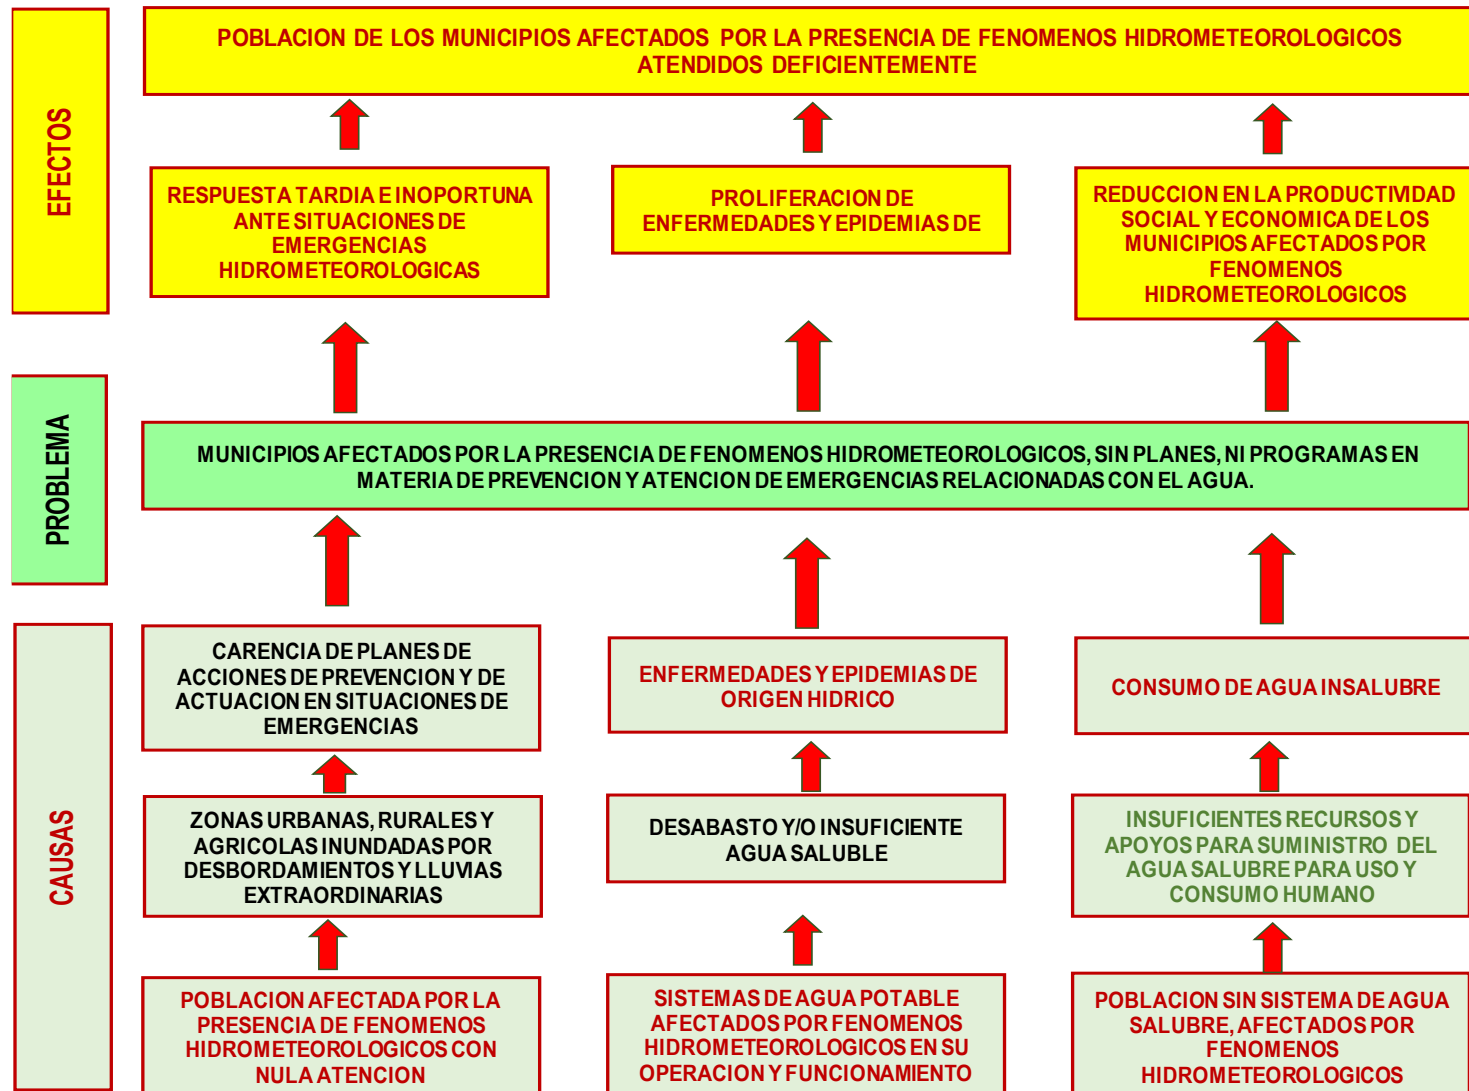 EFECTOS
POBLACION DE LOS MUNICIPIOS AFECTADOS POR LA PRESENCIA DE FENOMENOS HIDROMETEOROLOGICOS
ATENDIDOS DEFICIENTEMENTE
RESPUESTA TARDIA E INOPORTUNA
ANTE SITUACIONES DE
EMERGENCIAS
HIDROMETEOROLOGICAS
PROLIFERACION DE
ENFERMEDADES Y EPIDEMIAS DE
REDUCCION EN LA PRODUCTIVIDAD
SOCIAL Y ECONOMICA DE LOS
MUNICIPIOS AFECTADOS POR
FENOMENOS
HIDROMETEOROLOGICOS
PROBLEMA
MUNICIPIOS AFECTADOS POR LA PRESENCIA DE FENOMENOS HIDROMETEOROLOGICOS, SIN PLANES, NI PROGRAMAS EN
MATERIA DE PREVENCION Y ATENCION DE EMERGENCIAS RELACIONADAS CON EL AGUA.
CAUSAS
CARENCIA DE PLANES DE
ACCIONES DE PREVENCION Y DE
ACTUACION EN SITUACIONES DE
EMERGENCIAS
ENFERMEDADES Y EPIDEMIAS DE
ORIGEN HIDRICO
CONSUMO DE AGUA INSALUBRE
ZONAS URBANAS, RURALES Y
AGRICOLAS INUNDADAS POR
DESBORDAMIENTOS Y LLUVIAS
EXTRAORDINARIAS
DESABASTO Y/O INSUFICIENTE
AGUA SALUBLE
INSUFICIENTES RECURSOS Y
APOYOS PARA SUMINISTRO DEL
AGUA SALUBRE PARA USO Y
CONSUMO HUMANO
POBLACION AFECTADA POR LA
PRESENCIA DE FENOMENOS
HIDROMETEOROLOGICOS CON
NULA ATENCION
SISTEMAS DE AGUA POTABLE
AFECTADOS POR FENOMENOS
HIDROMETEOROLOGICOS EN SU
OPERACION Y FUNCIONAMIENTO
POBLACION SIN SISTEMA DE AGUA
SALUBRE, AFECTADOS POR
FENOMENOS
HIDROMETEOROLOGICOS